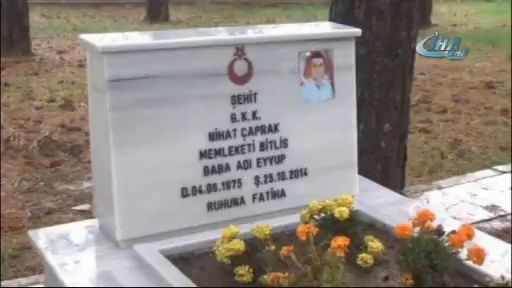 İHA
ŞEHİT
G.K.K.
NİHAT ÇAPRAK
MEMLEKETİ BİTLİS
BABA ADI EYYUP
D.04.06.1975 Ş.25.10.2014
RUHUNA FATİHA